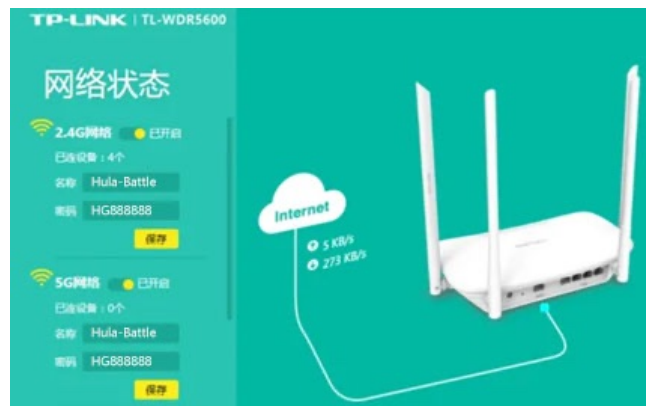 TP-LINK | TL-WDR5600
网络状态
2.4G网络 已开启
已连设备：4个
名称 Hula-Battle
密码 HG888888
保存
5G网络 已开启
已连设备：0个
名称 Hula-Battle
密码 HG888888
保存
Internet
5 KB/s
273 KB/s